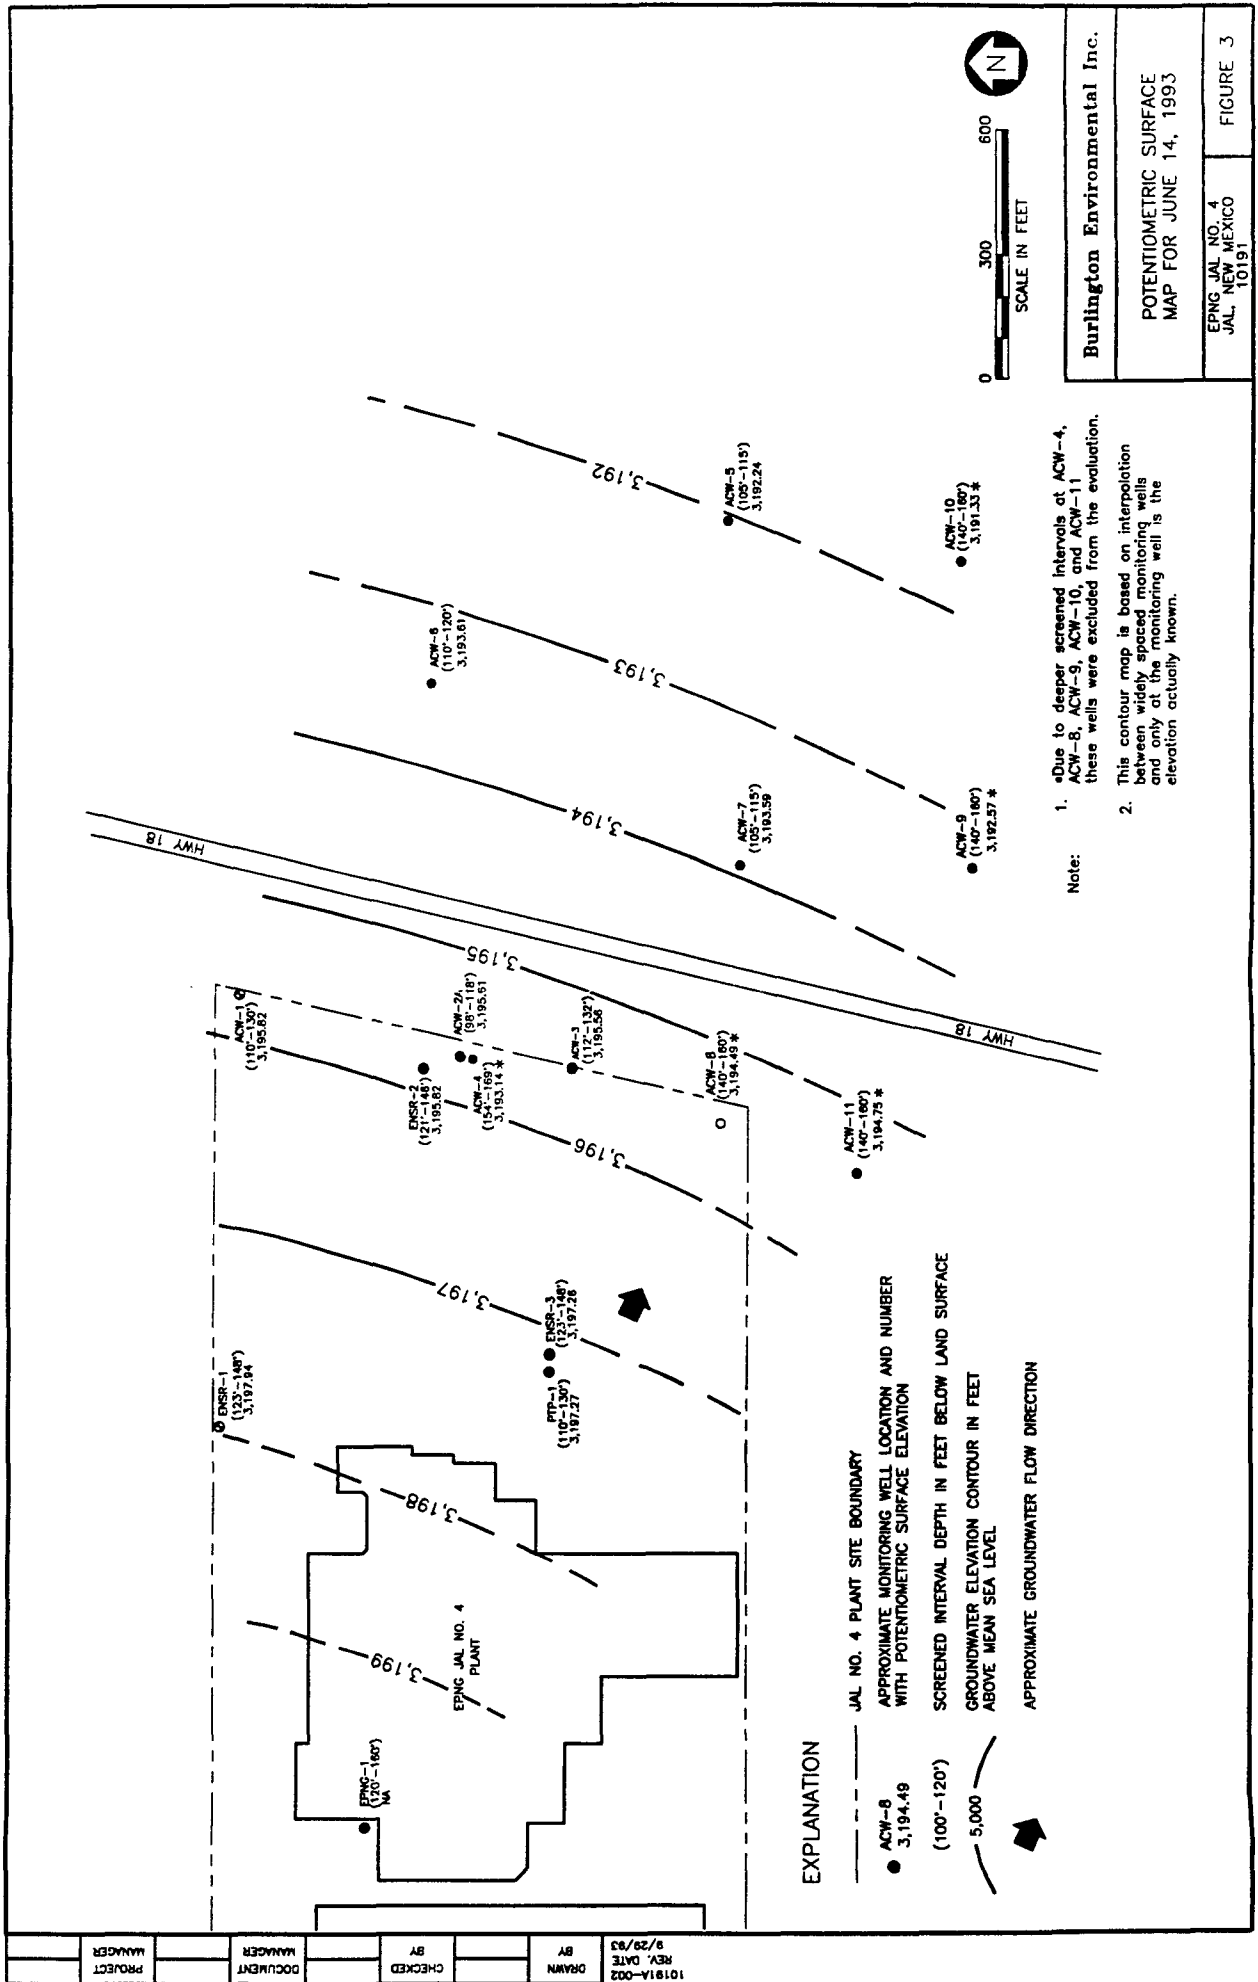 HWY 18
HWY 18
3,192
3,193
3,194
3,195
3,196
3,197
3,198
3,199
ACW-5
(105'-115')
3,192.24
ACW-10
(140'-160')
3,191.33 *
ACW-6
(110'-120')
3,193.61
ACW-7
(105'-115')
3,193.59
ACW-9
(140'-160')
3,192.57 *
ACW-1
(110'-130')
3,195.82
ACW-2A
(98'-118')
3,195.61
ENSR-2
(121'-146')
3,195.82
ACW-4
(154'-169')
3,193.14 *
ACW-3
(112'-132')
3,195.56
ACW-8
(140'-160')
3,194.49 *
ACW-11
(140'-160')
3,194.75 *
ENSR-1
(123'-148')
3,197.94
ENSR-3
(123'-148')
3,197.26
PTP-1
(110'-130')
3,197.27
EPNG-1
(120'-160')
NA
EPNG JAL NO. 4
PLANT
N
0 300 600
SCALE IN FEET
EXPLANATION
JAL NO. 4 PLANT SITE BOUNDARY
ACW-8
3,194.49
APPROXIMATE MONITORING WELL LOCATION AND NUMBER
WITH POTENTIOMETRIC SURFACE ELEVATION
(100'-120') SCREENED INTERVAL DEPTH IN FEET BELOW LAND SURFACE
5,000
GROUNDWATER ELEVATION CONTOUR IN FEET
ABOVE MEAN SEA LEVEL
APPROXIMATE GROUNDWATER FLOW DIRECTION
Note:
1. *Due to deeper screened intervals at ACW-4,
ACW-8, ACW-9, ACW-10, and ACW-11
these wells were excluded from the evaluation.
2. This contour map is based on interpolation
between widely spaced monitoring wells
and only at the monitoring well is the
elevation actually known.
Burlington Environmental Inc.
POTENTIOMETRIC SURFACE
MAP FOR JUNE 14, 1993
EPNG JAL NO. 4
JAL, NEW MEXICO
10191
FIGURE 3
PROJECT
MANAGER
DOCUMENT
MANAGER
CHECKED
BY
DRAWN
BY
10191A-002
REV. DATE
9/29/93